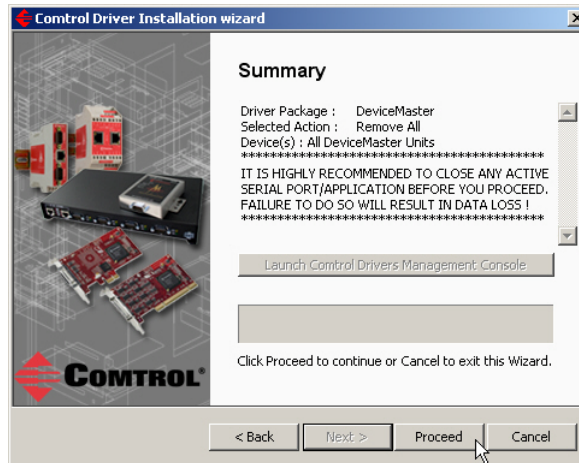 Comtrol Driver Installation wizard
Summary
Driver Package : DeviceMaster
Selected Action : Remove All
Device(s) : All DeviceMaster Units
**********************************************
IT IS HIGHLY RECOMMENDED TO CLOSE ANY ACTIVE
SERIAL PORT/APPLICATION BEFORE YOU PROCEED.
FAILURE TO DO SO WILL RESULT IN DATA LOSS !
**********************************************
Launch Comtrol Drivers Management Console
Click Proceed to continue or Cancel to exit this Wizard.
COMTROL®
< Back
Next >
Proceed
Cancel